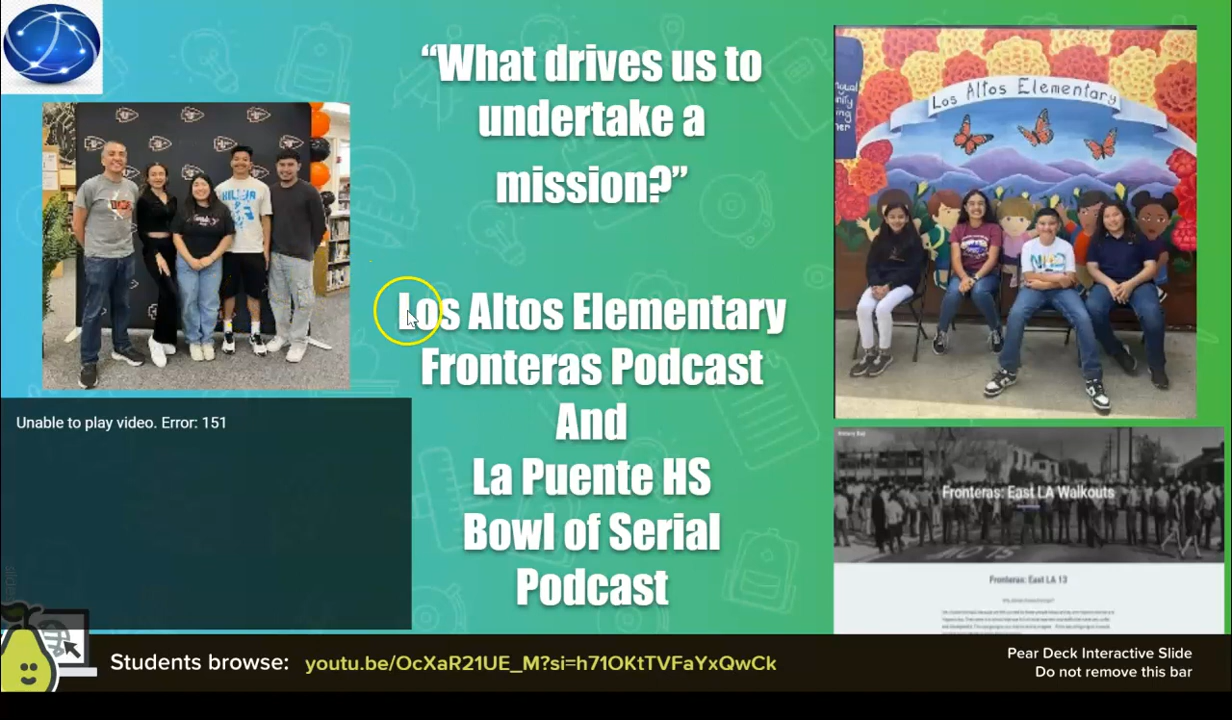 “What drives us to
undertake a
mission?”
Los Altos Elementary
Fronteras Podcast
And
La Puente HS
Bowl of Serial
Podcast
Unable to play video. Error: 151
Los Altos Elementary
Fronteras: East LA Walkouts
Fronteras: East LA 13
Students browse: youtu.be/OcXaR21UE_M?si=h71OKtTVFaYxQwCk
Pear Deck Interactive Slide
Do not remove this bar